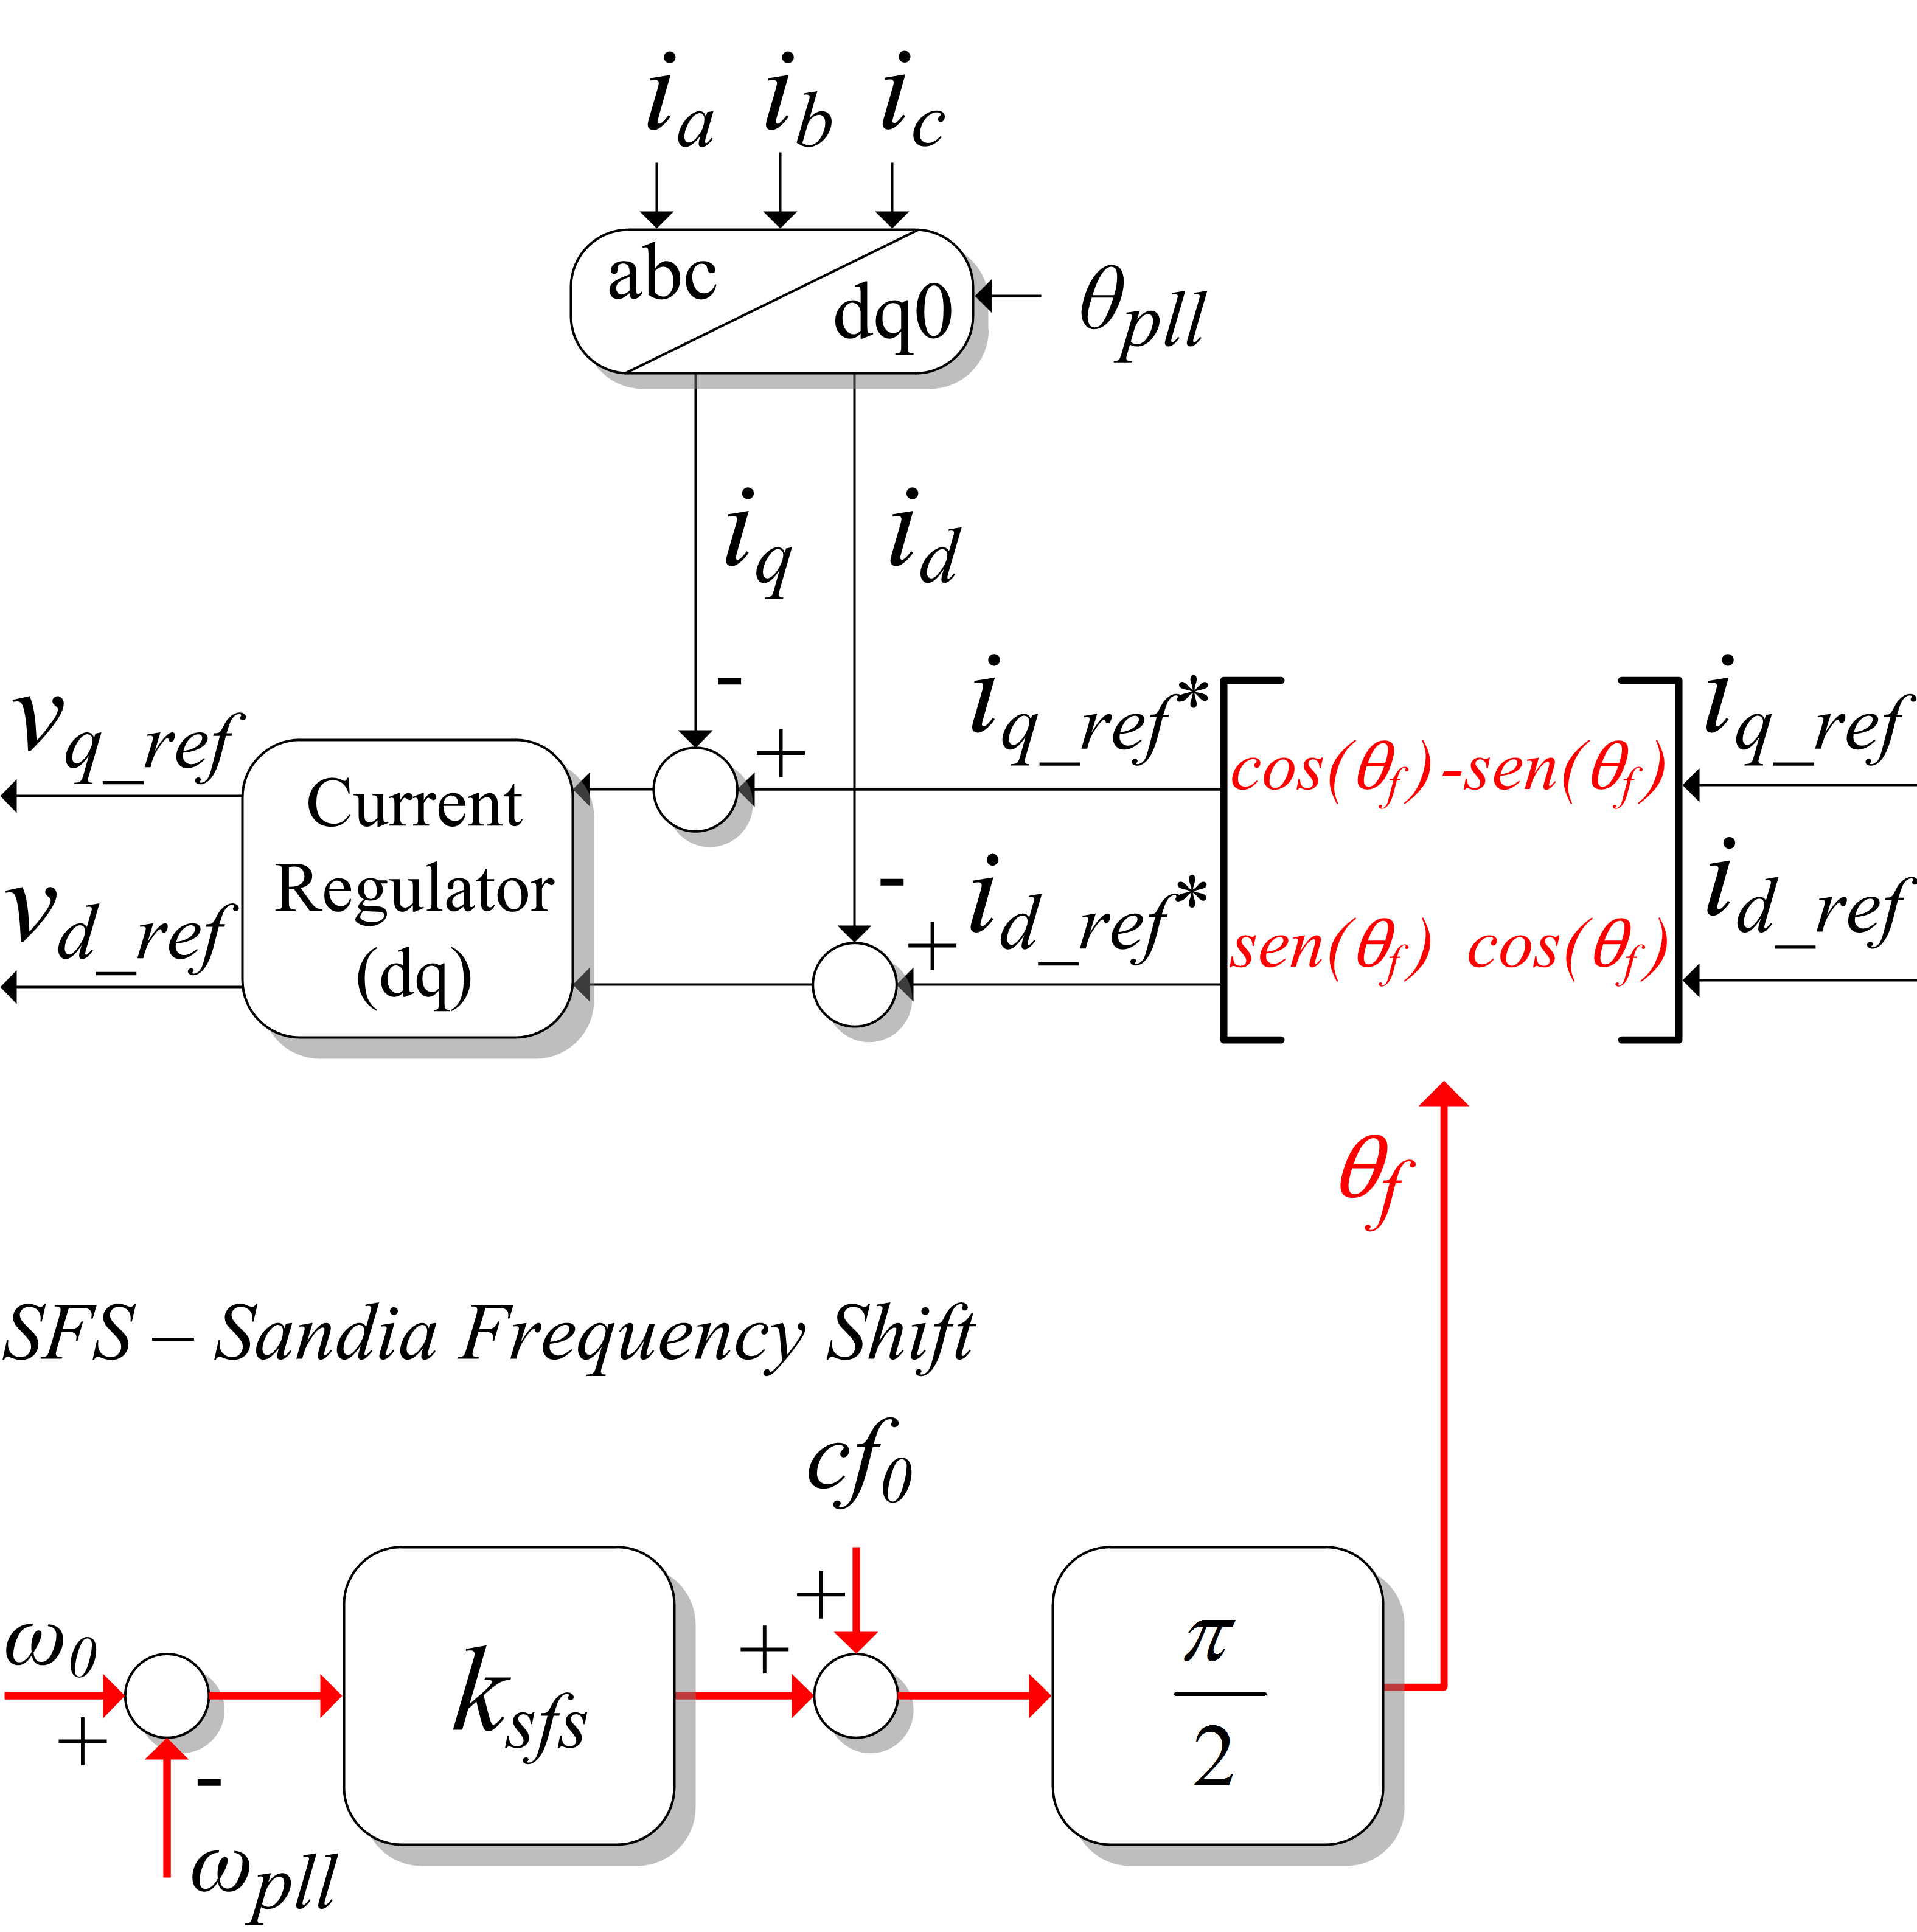 i_a i_b i_c
abc
dq0
θ_pll
i_q i_d
- +
- +
v_q_ref
v_d_ref
Current
Regulator
(dq)
i_q_ref*
i_d_ref*
cos(θ_f) -sen(θ_f)
sen(θ_f) cos(θ_f)
i_q_ref
i_d_ref
θ_f
SFS – Sandia Frequency Shift
cf_0
ω_0
+
-
ω_pll
k_sfs
+ +
π
2